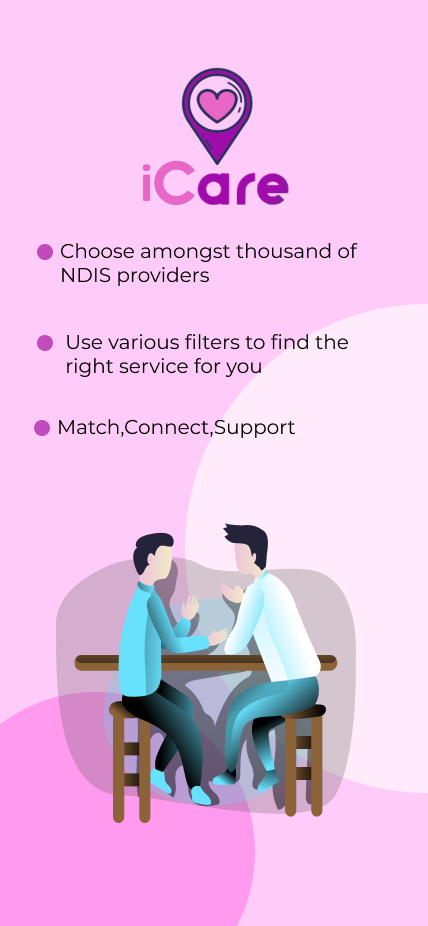 iCare
Choose amongst thousand of
NDIS providers
Use various filters to find the
right service for you
Match,Connect,Support